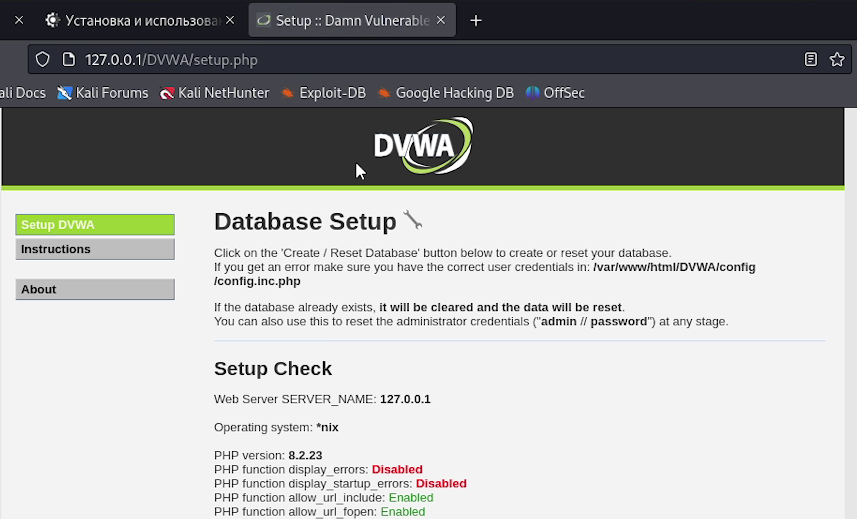 Установка и использова
Setup :: Damn Vulnerable
127.0.0.1/DVWA/setup.php
ali Docs Kali Forums Kali NetHunter Exploit-DB Google Hacking DB OffSec
DVWA
Setup DVWA
Instructions
About
Database Setup
Click on the 'Create / Reset Database' button below to create or reset your database.
If you get an error make sure you have the correct user credentials in: /var/www/html/DVWA/config
/config.inc.php
If the database already exists, it will be cleared and the data will be reset.
You can also use this to reset the administrator credentials ("admin // password") at any stage.
Setup Check
Web Server SERVER_NAME: 127.0.0.1
Operating system: *nix
PHP version: 8.2.23
PHP function display_errors: Disabled
PHP function display_startup_errors: Disabled
PHP function allow_url_include: Enabled
PHP function allow_url_fopen: Enabled